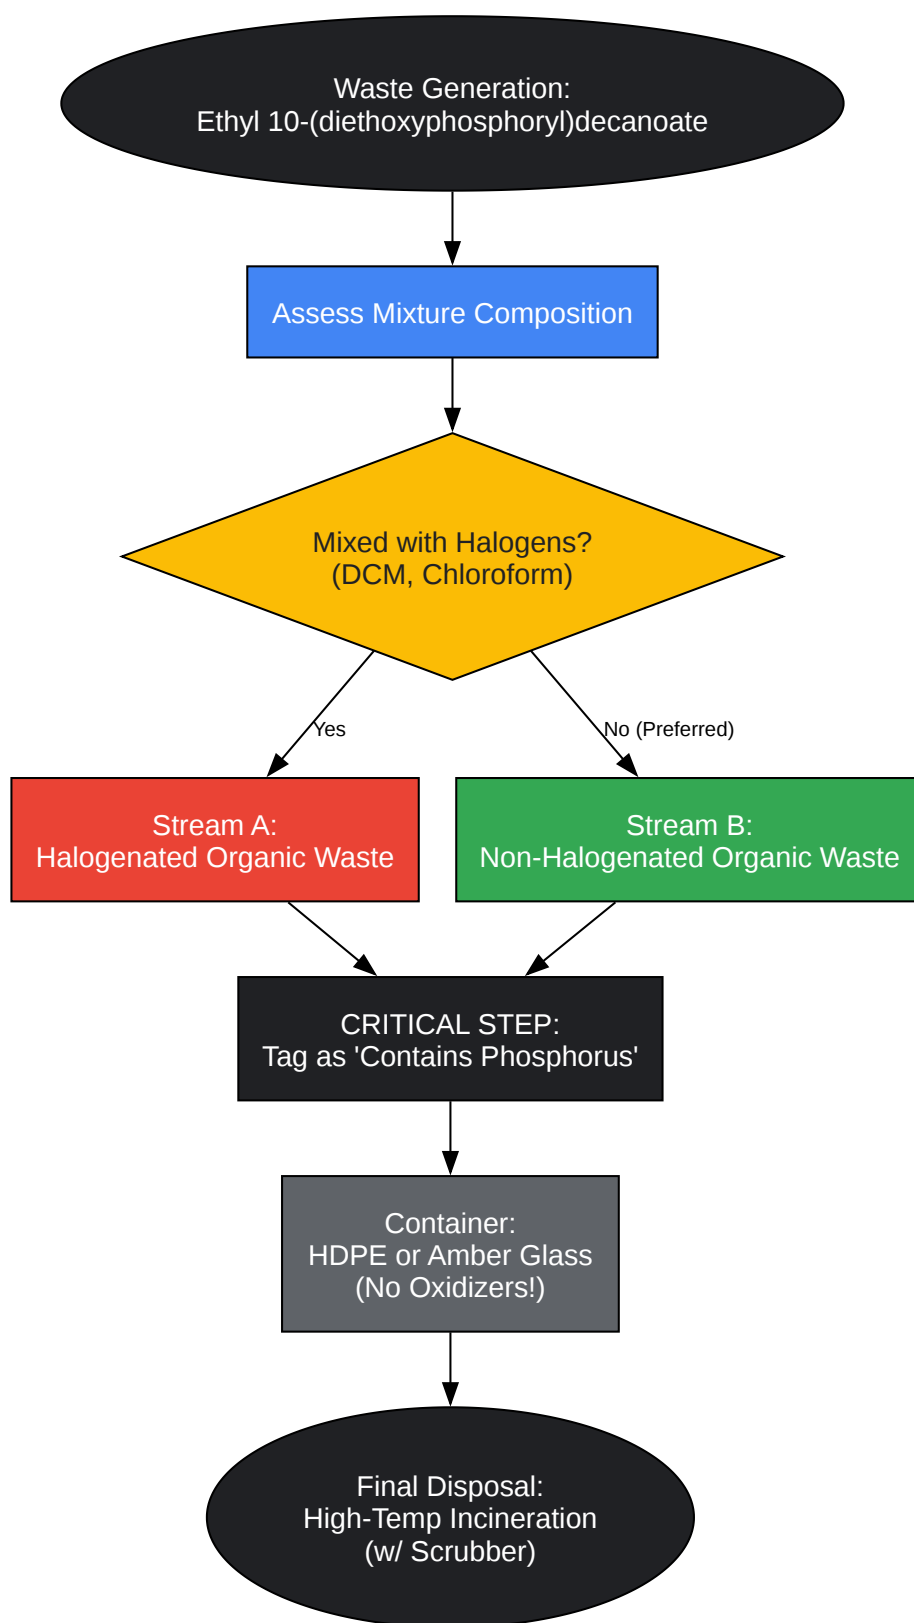 Waste Generation:
Ethyl 10-(diethoxyphosphoryl)decanoate
Assess Mixture Composition
Mixed with Halogens?
(DCM, Chloroform)
Yes
No (Preferred)
Stream A:
Halogenated Organic Waste
Stream B:
Non-Halogenated Organic Waste
CRITICAL STEP:
Tag as 'Contains Phosphorus'
Container:
HDPE or Amber Glass
(No Oxidizers!)
Final Disposal:
High-Temp Incineration
(w/ Scrubber)